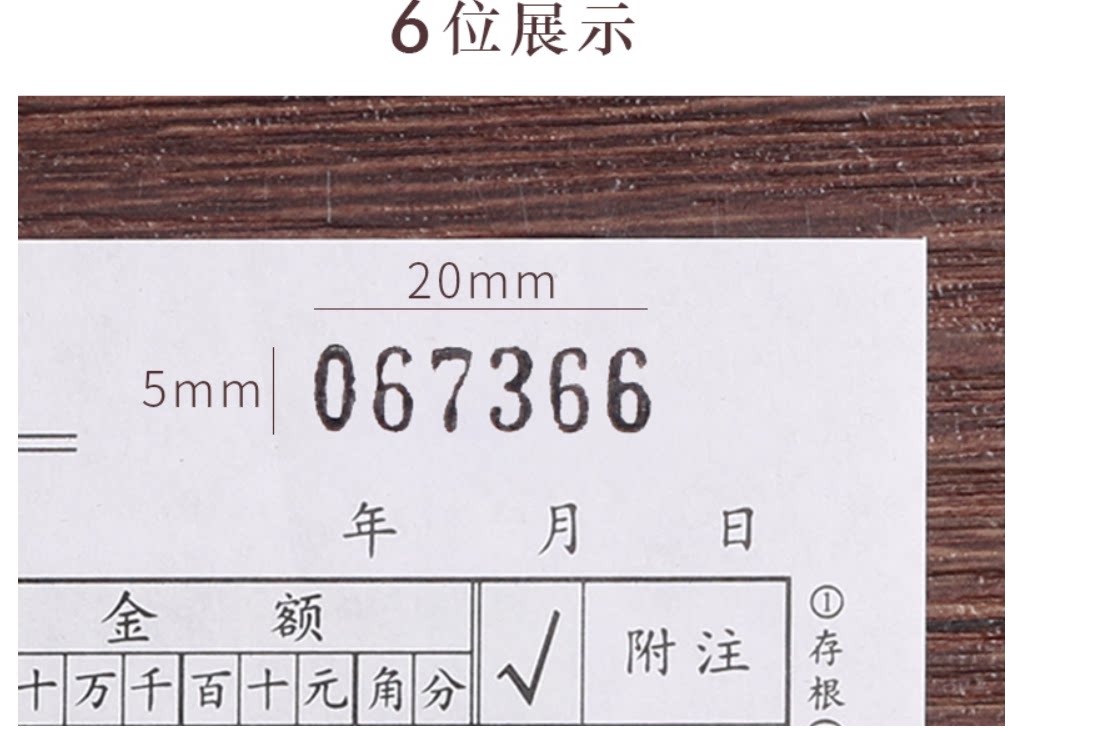 6位展示
20mm
5mm
067366
年 月 日
金 额 √ 附注
十 万 千 百 十 元 角 分
①存根